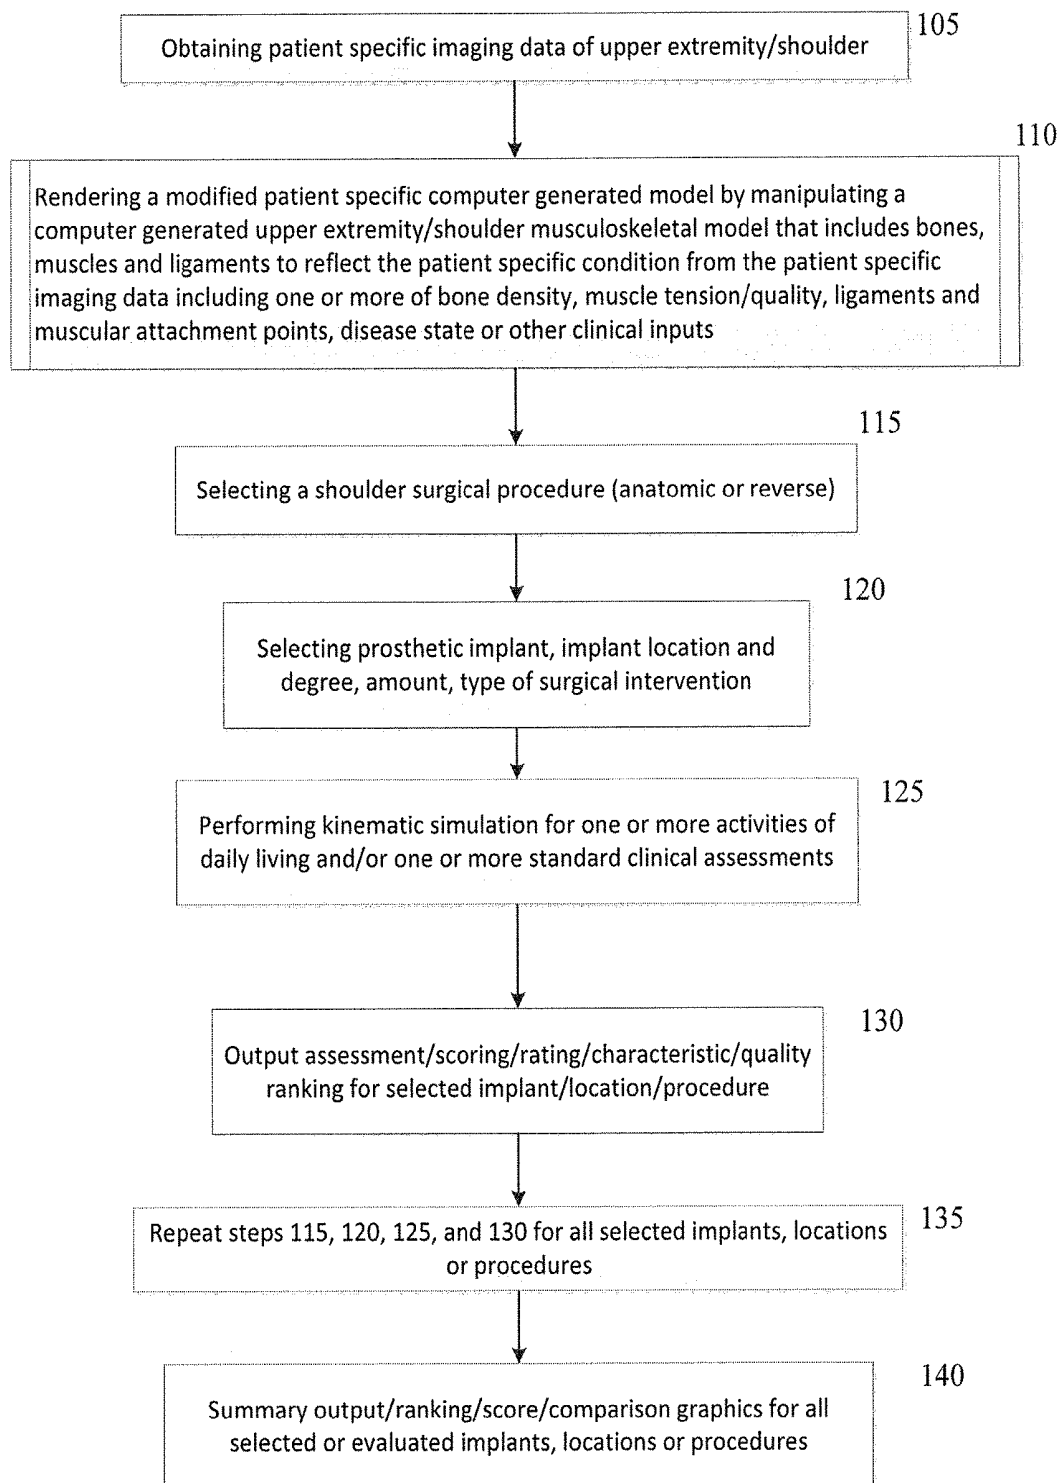 105
Obtaining patient specific imaging data of upper extremity/shoulder
110
Rendering a modified patient specific computer generated model by manipulating a
computer generated upper extremity/shoulder musculoskeletal model that includes bones,
muscles and ligaments to reflect the patient specific condition from the patient specific
imaging data including one or more of bone density, muscle tension/quality, ligaments and
muscular attachment points, disease state or other clinical inputs
115
Selecting a shoulder surgical procedure (anatomic or reverse)
120
Selecting prosthetic implant, implant location and
degree, amount, type of surgical intervention
125
Performing kinematic simulation for one or more activities of
daily living and/or one or more standard clinical assessments
130
Output assessment/scoring/rating/characteristic/quality
ranking for selected implant/location/procedure
135
Repeat steps 115, 120, 125, and 130 for all selected implants, locations
or procedures
140
Summary output/ranking/score/comparison graphics for all
selected or evaluated implants, locations or procedures